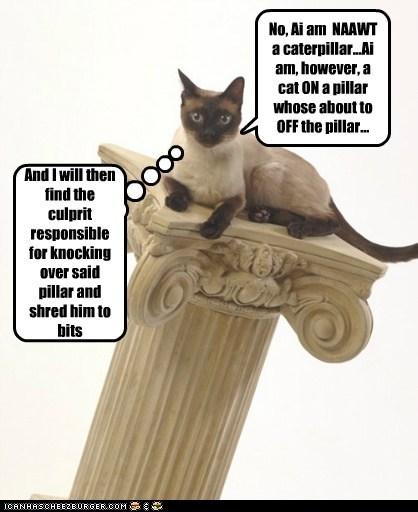 No, Ai am NAAWT
a caterpillar...Ai
am, however, a
cat ON a pillar
whose about to
OFF the pillar...
And I will then
find the
culprit
responsible
for knocking
over said
pillar and
shred him to
bits
ICANHASCHEEZBURGER.COM